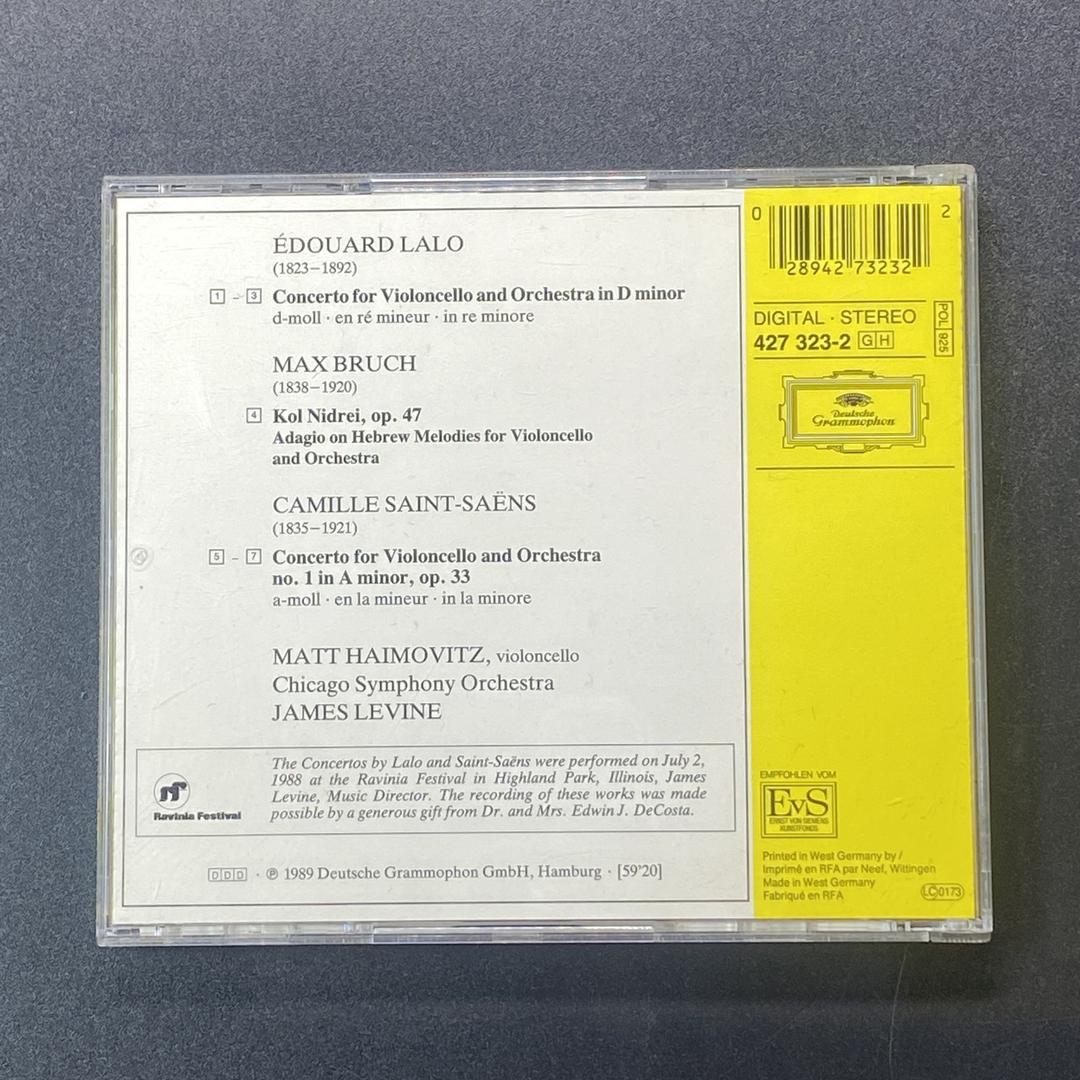 ÉDOUARD LALO
(1823–1892)
1 – 3 Concerto for Violoncello and Orchestra in D minor
d-moll · en ré mineur · in re minore
MAX BRUCH
(1838–1920)
4 Kol Nidrei, op. 47
Adagio on Hebrew Melodies for Violoncello
and Orchestra
CAMILLE SAINT-SAËNS
(1835–1921)
5 – 7 Concerto for Violoncello and Orchestra
no. 1 in A minor, op. 33
a-moll · en la mineur · in la minore
MATT HAIMOVITZ, violoncello
Chicago Symphony Orchestra
JAMES LEVINE
Ravinia Festival
The Concertos by Lalo and Saint-Saëns were performed on July 2,
1988 at the Ravinia Festival in Highland Park, Illinois, James
Levine, Music Director. The recording of these works was made
possible by a generous gift from Dr. and Mrs. Edwin J. DeCosta.
DDD · ℗ 1989 Deutsche Grammophon GmbH, Hamburg · [59'20]
0 28942 73232 2
DIGITAL · STEREO
427 323-2 GH
POL 925
Deutsche
Grammophon
EMPFOHLEN VOM
EvS
ERNST VON SIEMENS
KUNSTFONDS
Printed in West Germany by /
Imprimé en RFA par Neef, Wittingen
Made in West Germany
Fabriqué en RFA
LC 0173